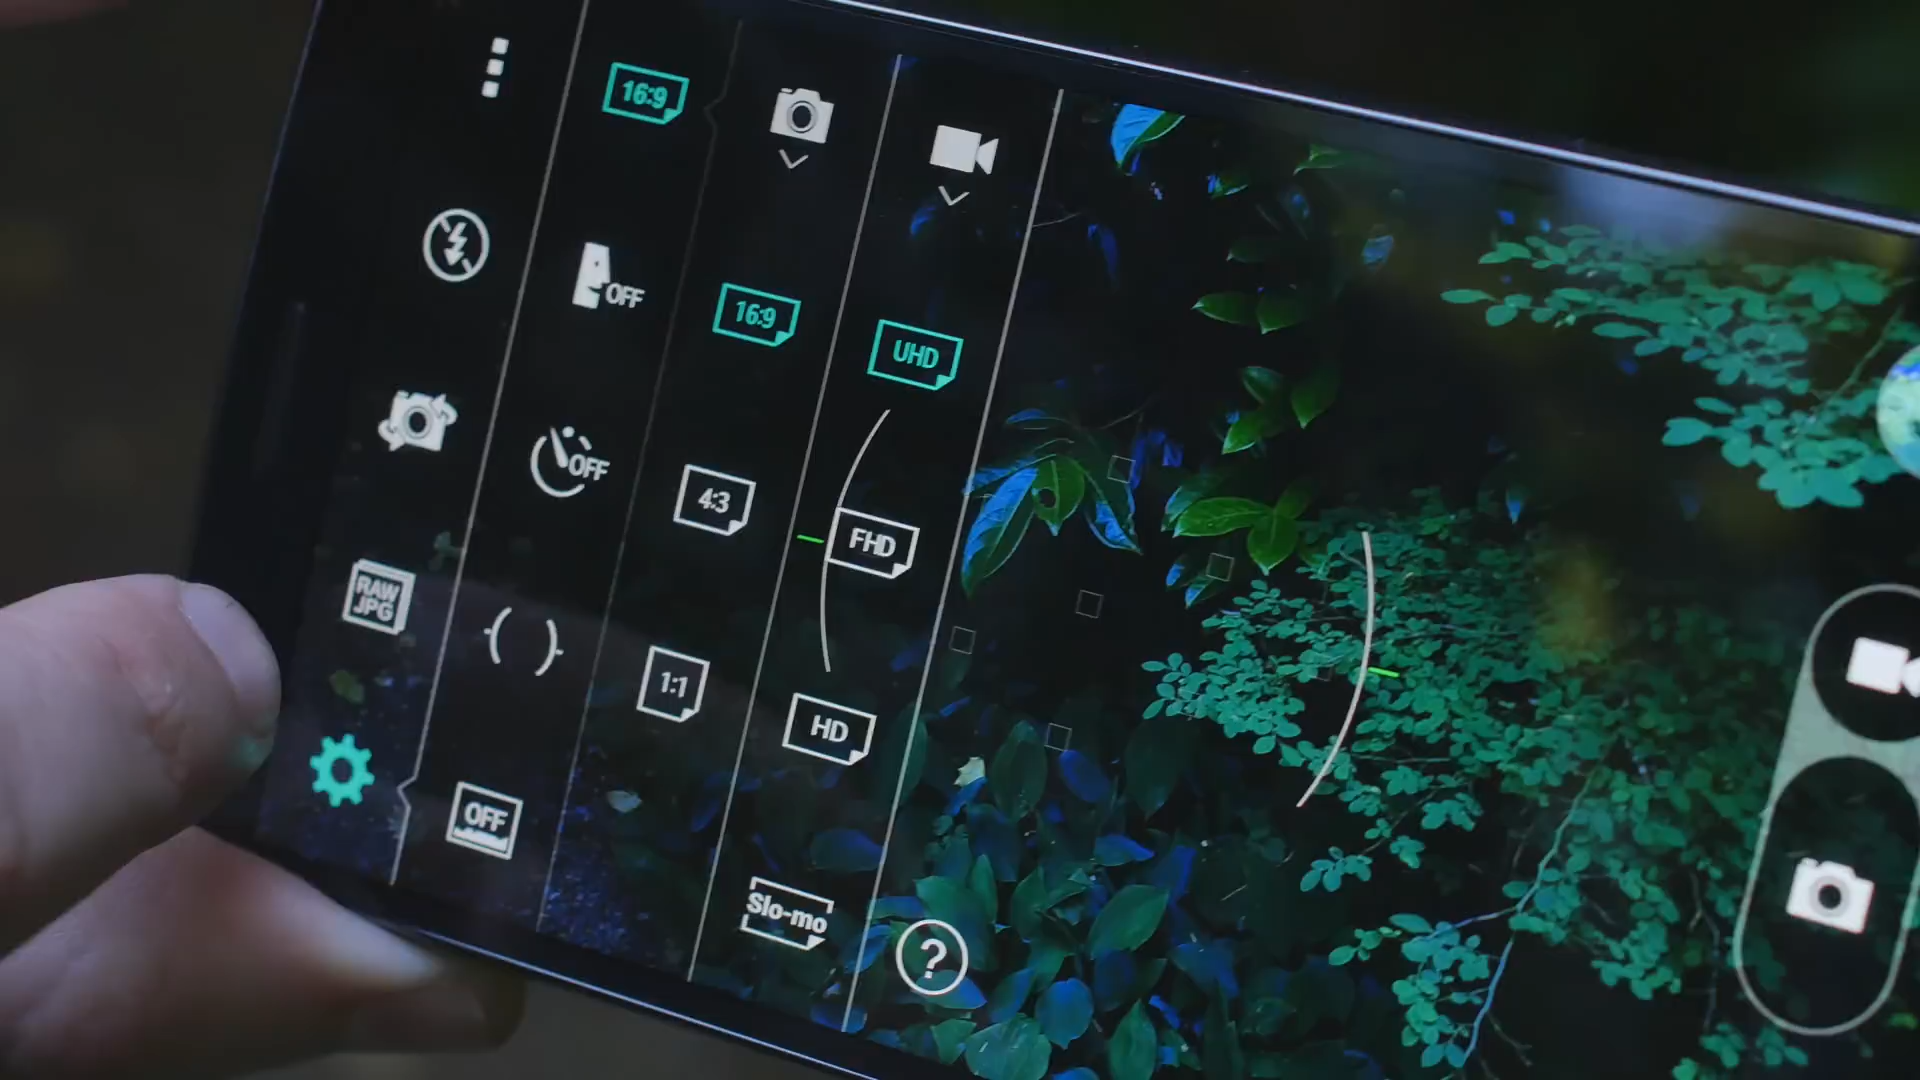 16:9
OFF
16:9
UHD
OFF
4:3
FHD
RAW
JPG
1:1
HD
OFF
Slo-mo
?